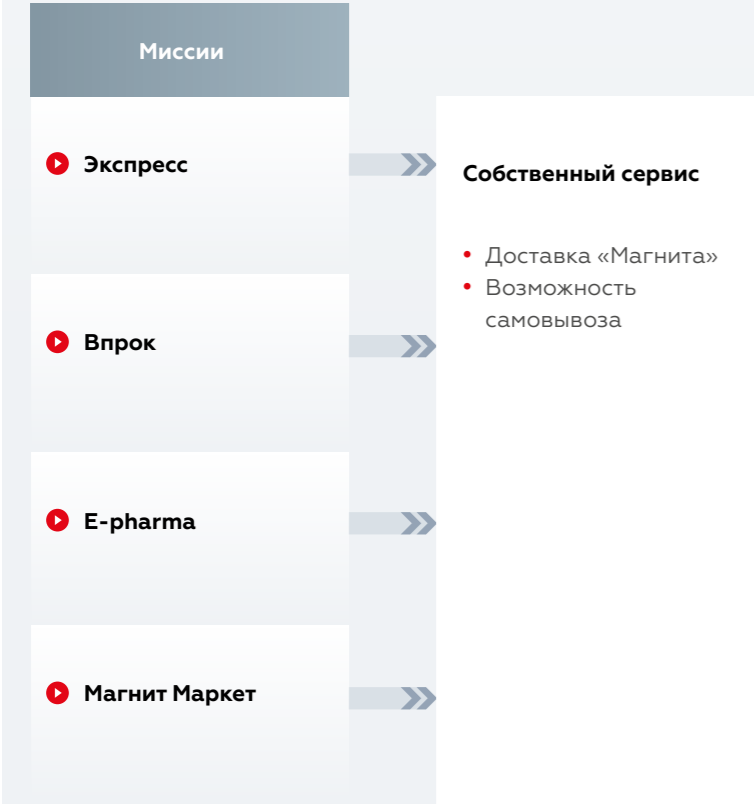 Миссии
Экспресс
Впрок
E-pharma
Магнит Маркет
Собственный сервис
• Доставка «Магнита»
• Возможность
самовывоза